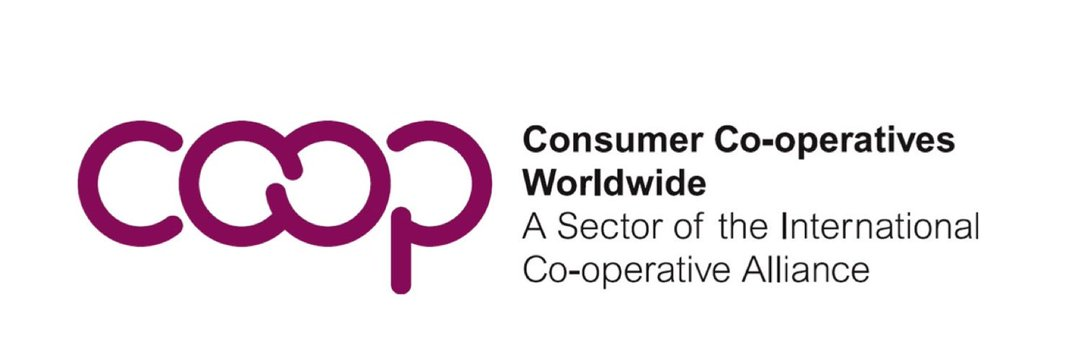 coop
Consumer Co-operatives
Worldwide
A Sector of the International
Co-operative Alliance